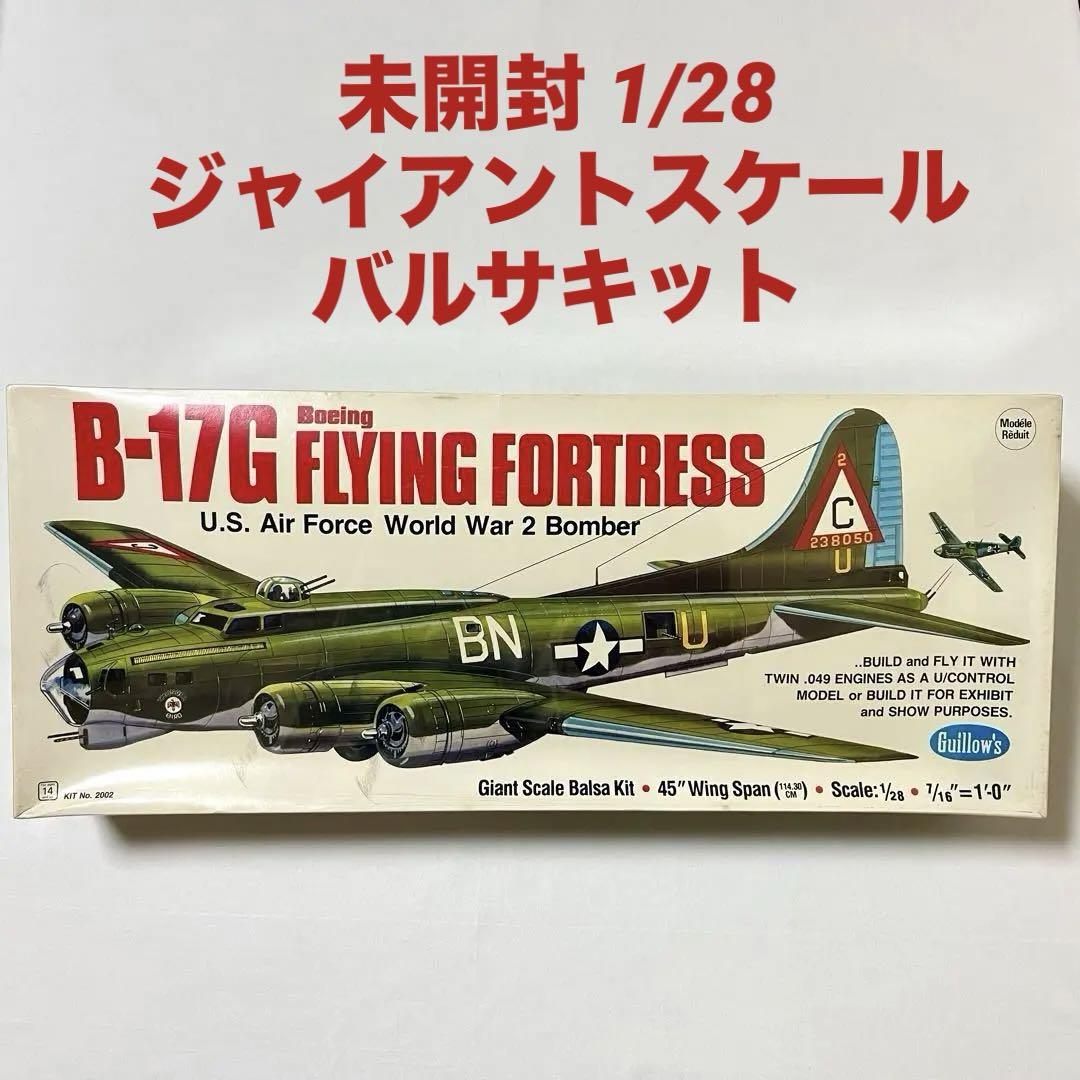 未開封 1/28
ジャイアントスケール
バルサキット
B-17G Boeing FLYING FORTRESS
U.S. Air Force World War 2 Bomber
Modéle
Rèduit
2
C
238050
U
BN
U
..BUILD and FLY IT WITH
TWIN .049 ENGINES AS A U/CONTROL
MODEL or BUILD IT FOR EXHIBIT
and SHOW PURPOSES.
Guillow's
14
KIT No. 2002
Giant Scale Balsa Kit • 45" Wing Span (114.30 CM) • Scale: 1/28 • 7/16"=1'-0"